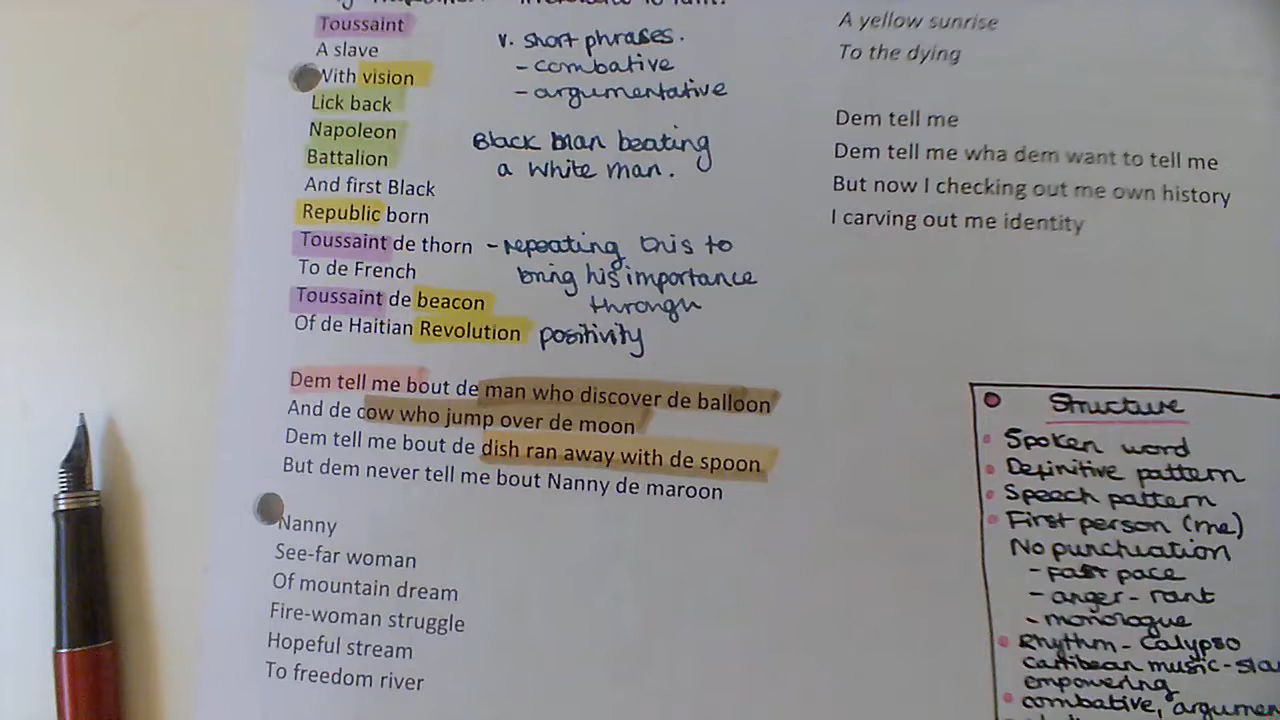 Toussaint
A slave
With vision
Lick back
Napoleon
Battalion
And first Black
Republic born
Toussaint de thorn
To de French
Toussaint de beacon
Of de Haitian Revolution
v. short phrases.
- combative
- argumentative
Black man beating
a white man.
- repeating this to
bring his importance
through
positivity
Dem tell me bout de man who discover de balloon
And de cow who jump over de moon
Dem tell me bout de dish ran away with de spoon
But dem never tell me bout Nanny de maroon
Nanny
See-far woman
Of mountain dream
Fire-woman struggle
Hopeful stream
To freedom river
A yellow sunrise
To the dying
Dem tell me
Dem tell me wha dem want to tell me
But now I checking out me own history
I carving out me identity
Structure
Spoken word
Definitive pattern
Speech pattern
First person (me)
No punctuation
- fast pace
- anger - rant
- monologue
Rhythm - Calypso
carribean music - sla
empowering
combative, argumen